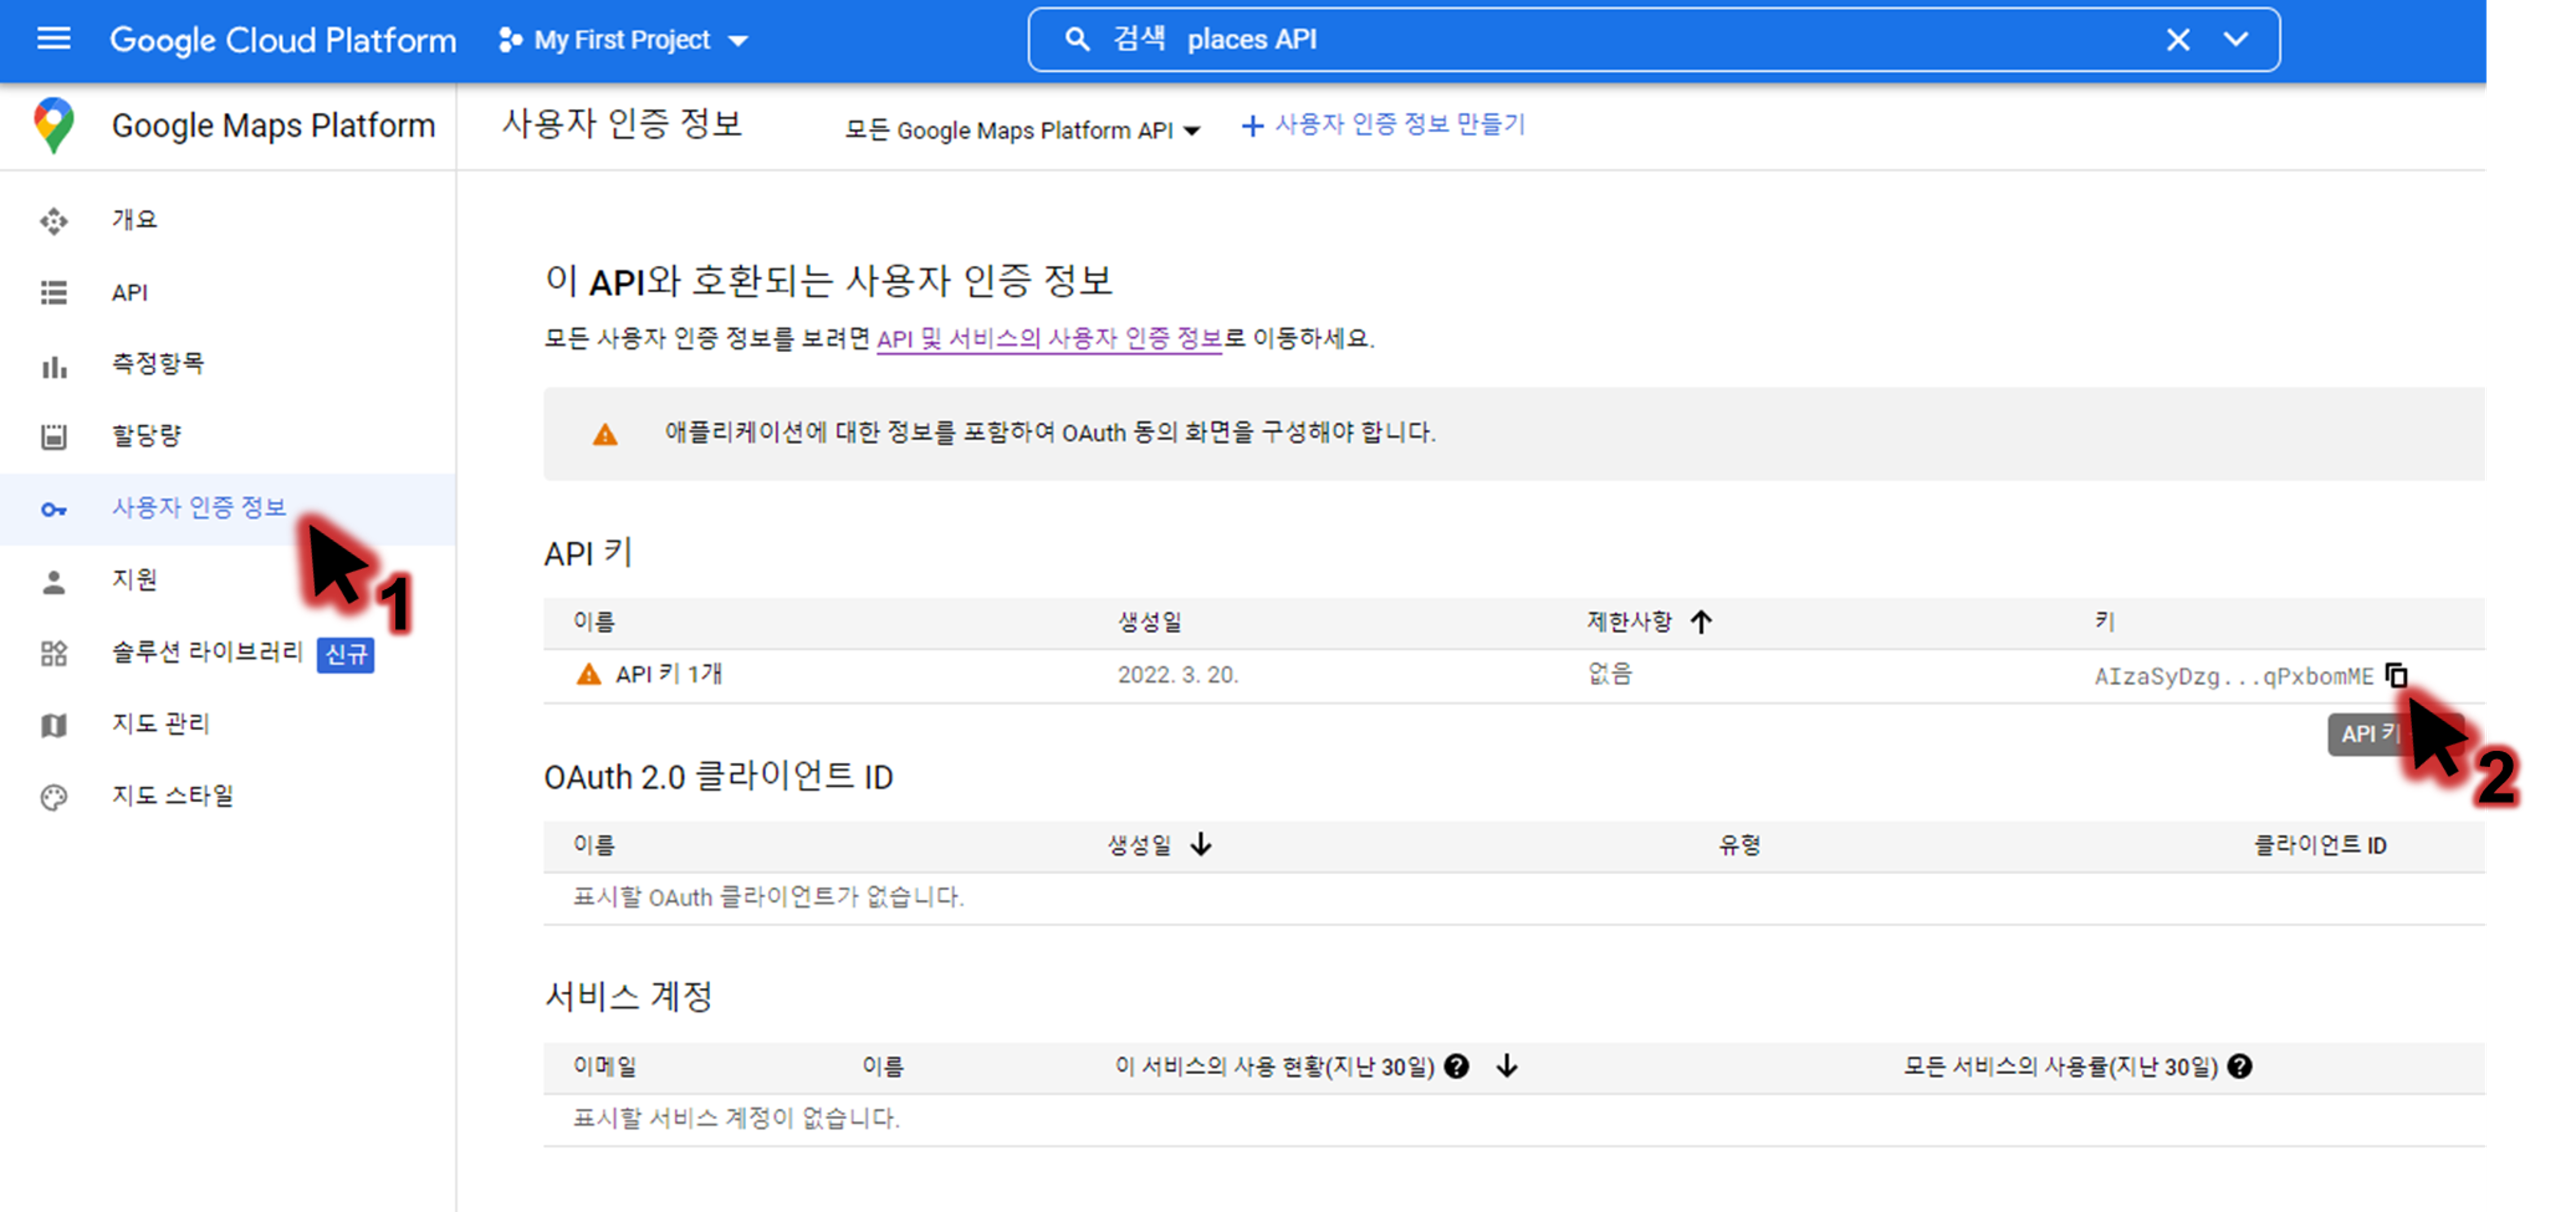 Google Cloud Platform My First Project 검색 places API
Google Maps Platform 사용자 인증 정보 모든 Google Maps Platform API + 사용자 인증 정보 만들기
개요
API
측정항목
할당량
사용자 인증 정보
1
지원
솔루션 라이브러리 신규
지도 관리
지도 스타일
이 API와 호환되는 사용자 인증 정보
모든 사용자 인증 정보를 보려면 API 및 서비스의 사용자 인증 정보로 이동하세요.
애플리케이션에 대한 정보를 포함하여 OAuth 동의 화면을 구성해야 합니다.
API 키
이름 생성일 제한사항 키
API 키 1개 2022. 3. 20. 없음 AIzaSyDzg...qPxbomME
API 키
2
OAuth 2.0 클라이언트 ID
이름 생성일 유형 클라이언트 ID
표시할 OAuth 클라이언트가 없습니다.
서비스 계정
이메일 이름 이 서비스의 사용 현황(지난 30일) 모든 서비스의 사용률(지난 30일)
표시할 서비스 계정이 없습니다.